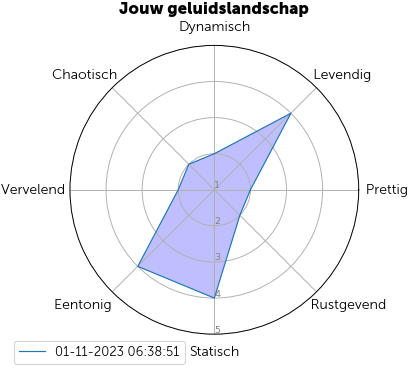 Jouw geluidslandschap
Dynamisch
Chaotisch
Levendig
Vervelend
1
Prettig
2
3
Eentonig
4
Rustgevend
5
01-11-2023 06:38:51
Statisch